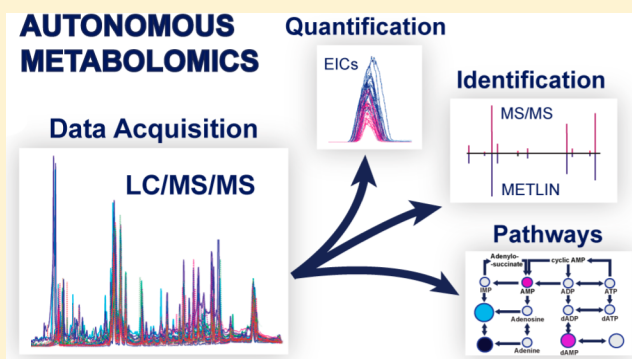 AUTONOMOUS
METABOLOMICS
Quantification
EICs
Identification
MS/MS
METLIN
Data Acquisition
LC/MS/MS
Pathways
Adenylo-
-succinate
cyclic AMP
IMP
AMP
ADP
ATP
Adenosine
dADP
dATP
Adenine
dAMP